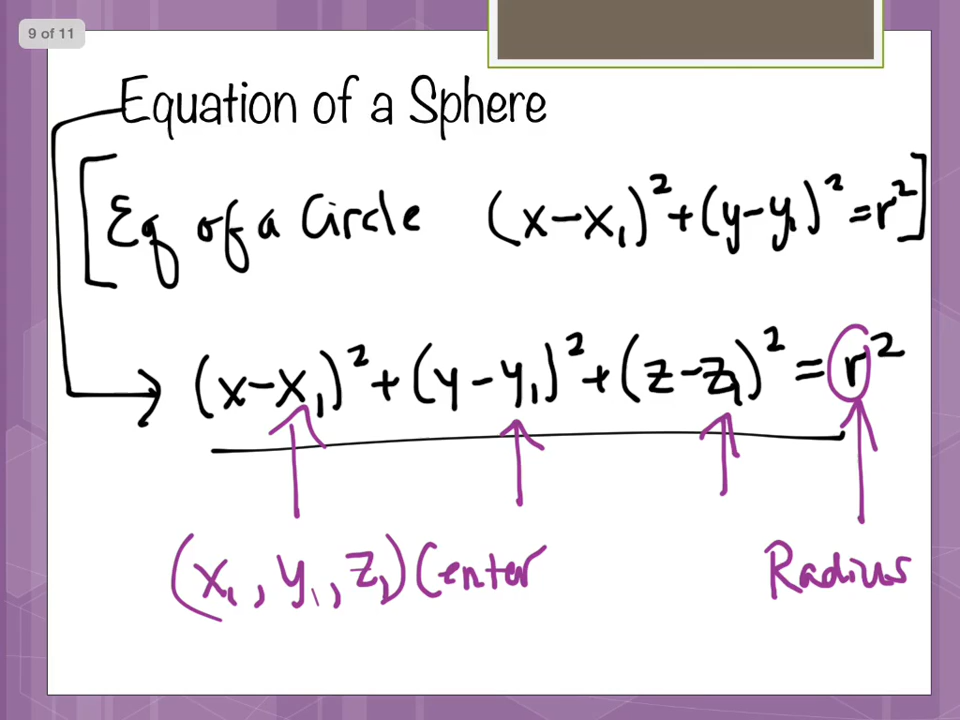 9 of 11
Equation of a Sphere
[Eq of a Circle (x-x₁)²+(y-y₁)²=r²]
(x-x₁)²+(y-y₁)²+(z-z₁)²=r²
(x₁, y₁, z₁) Center Radius